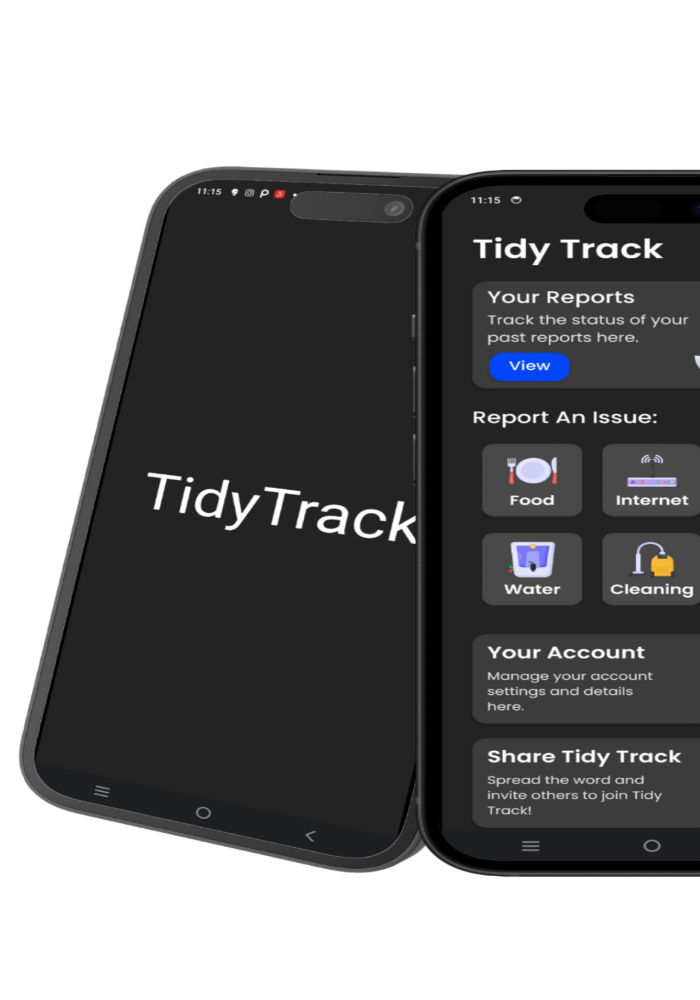 11:15
TidyTrack
11:15
Tidy Track
Your Reports
Track the status of your
past reports here.
View
Report An Issue:
Food
Internet
Water
Cleaning
Your Account
Manage your account
settings and details
here.
Share Tidy Track
Spread the word and
invite others to join Tidy
Track!